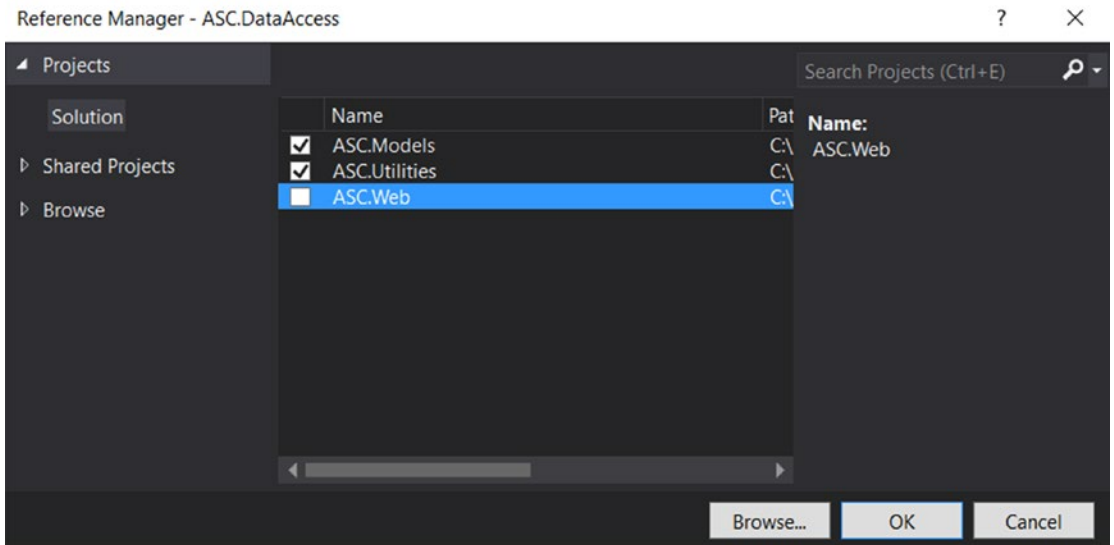 Reference Manager - ASC.DataAccess ?
Projects
Search Projects (Ctrl+E)
Solution
Shared Projects
Browse
Name Pat
ASC.Models C:\
ASC.Utilities C:\
ASC.Web C:\
Name:
ASC.Web
Browse... OK Cancel